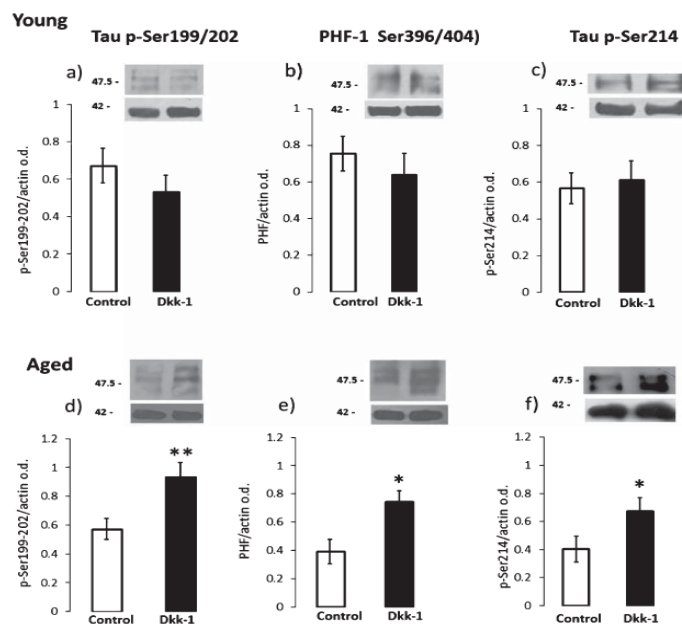 Young
Tau p-Ser199/202 PHF-1 Ser396/404) Tau p-Ser214
a)
47.5 -
42 -
1
0.8
0.6
0.4
0.2
0
p-Ser199-202/actin o.d.
Control Dkk-1
b)
47.5 -
42 -
1
0.8
0.6
0.4
0.2
0
PHF/actin o.d.
Control Dkk-1
c)
47.5 -
42 -
1
0.8
0.6
0.4
0.2
0
p-Ser214/actin o.d.
Control Dkk-1
Aged
d)
47.5 -
42 -
1.2
1
0.8
0.6
0.4
0.2
0
p-Ser199-202/actin o.d.
**
Control Dkk-1
e)
47.5 -
42 -
1.2
1
0.8
0.6
0.4
0.2
0
PHF/actin o.d.
*
Control Dkk-1
f)
47.5 -
42 -
1.2
1
0.8
0.6
0.4
0.2
0
p-Ser214/actin o.d.
*
Control Dkk-1